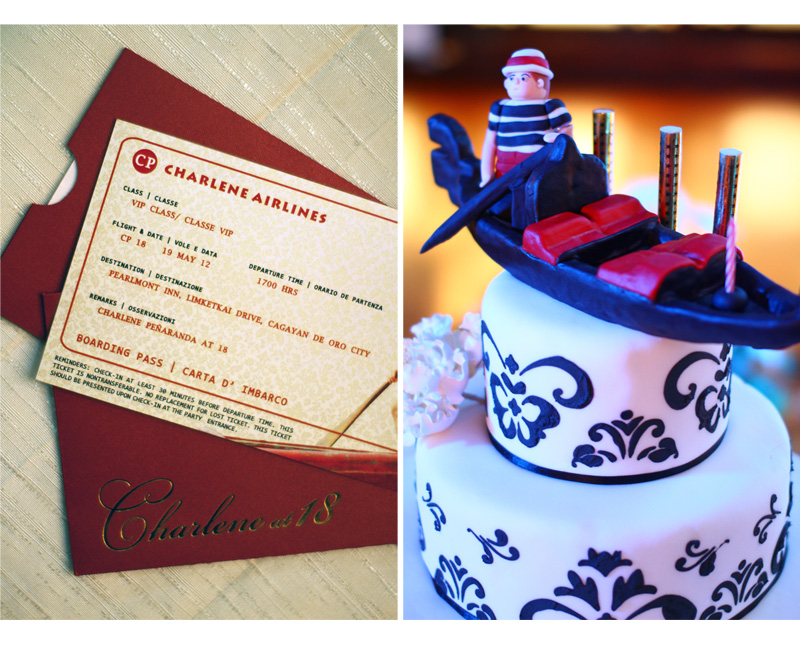 CP CHARLENE AIRLINES
CLASS | CLASSE
VIP CLASS/ CLASSE VIP
FLIGHT & DATE | VOLE E DATA
CP 18 19 MAY 12
DEPARTURE TIME | ORARIO DE PARTENZA
1700 HRS
DESTINATION | DESTINAZIONE
PEARLMONT INN, LIMKETKAI DRIVE, CAGAYAN DE ORO CITY
REMARKS | OSSERVAZIONI
CHARLENE PEÑARANDA AT 18
BOARDING PASS | CARTA D' IMBARCO
REMINDERS: CHECK-IN AT LEAST 30 MINUTES BEFORE DEPARTURE TIME. THIS
TICKET IS NONTRANSFERABLE. NO REPLACEMENT FOR LOST TICKET. THIS TICKET
SHOULD BE PRESENTED UPON CHECK-IN AT THE PARTY ENTRANCE.
Charlene at 18